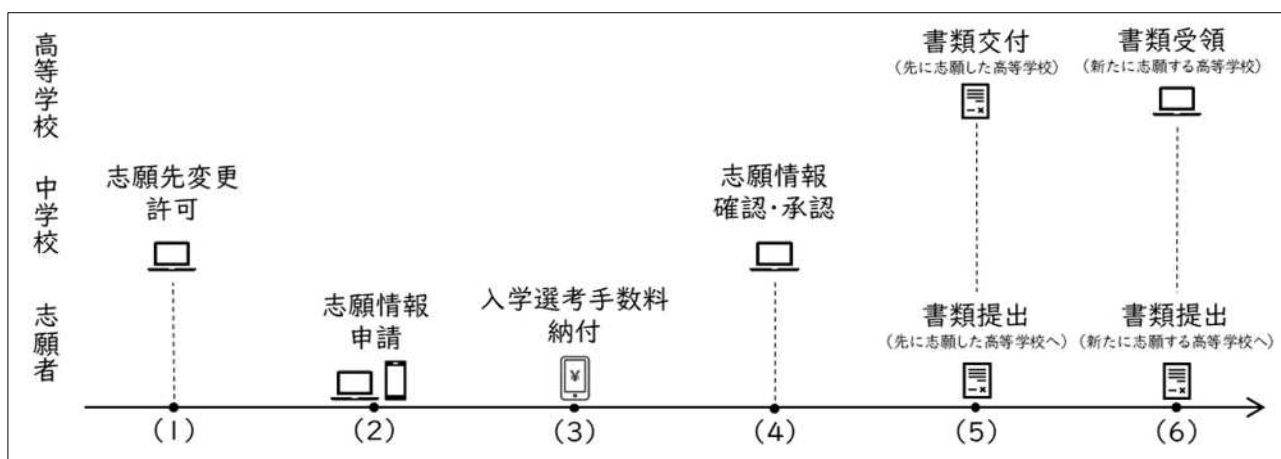 高等学校
中学校
志願者
志願先変更
許可
(1)
志願情報
申請
(2)
入学選考手数料
納付
¥
(3)
志願情報
確認・承認
(4)
書類交付
(先に志願した高等学校)
書類提出
(先に志願した高等学校へ)
(5)
書類受領
(新たに志願する高等学校)
書類提出
(新たに志願する高等学校へ)
(6)